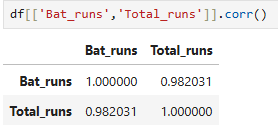 df[['Bat_runs','Total_runs']].corr()
Bat_runs Total_runs
Bat_runs 1.000000 0.982031
Total_runs 0.982031 1.000000